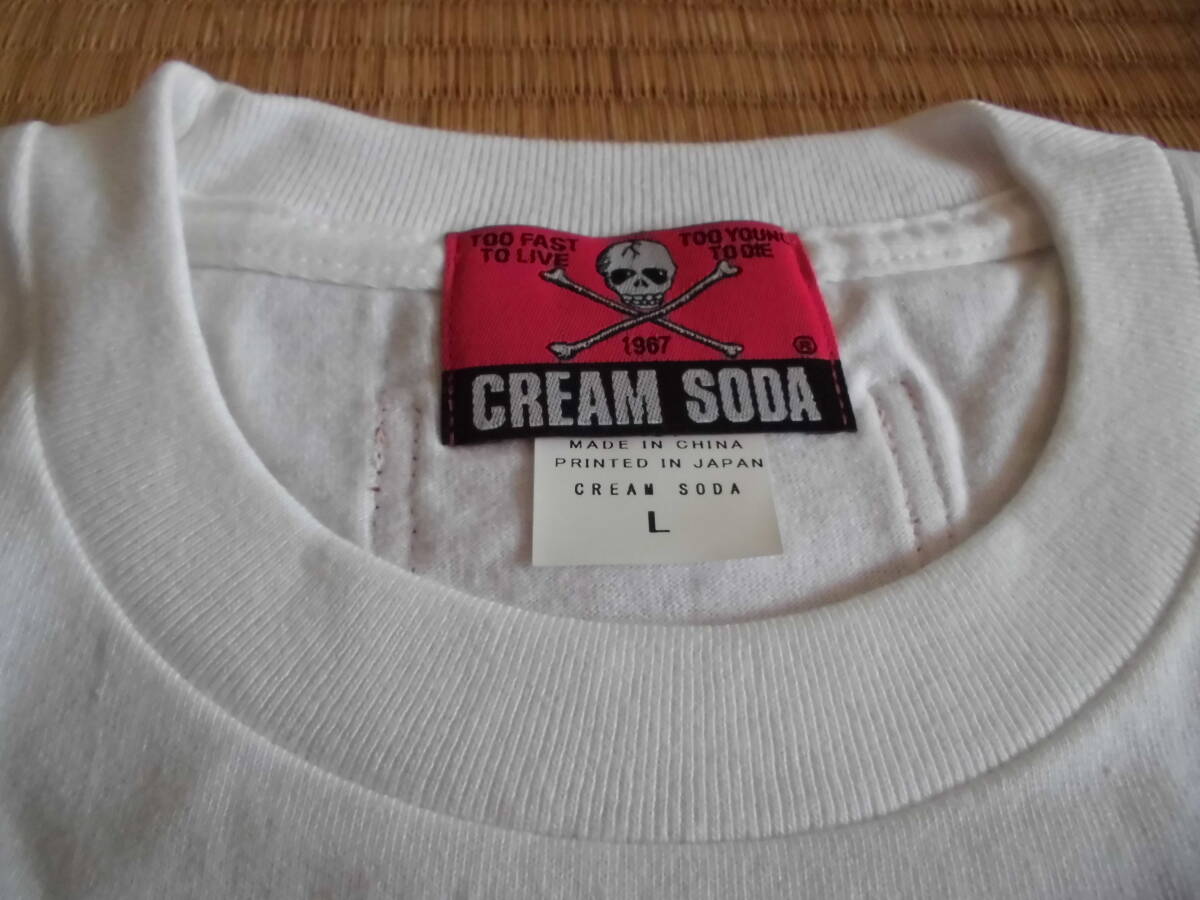 TOO FAST
TO LIVE
TOO YOUNG
TO DIE
1967
®
CREAM SODA
MADE IN CHINA
PRINTED IN JAPAN
CREAM SODA
L